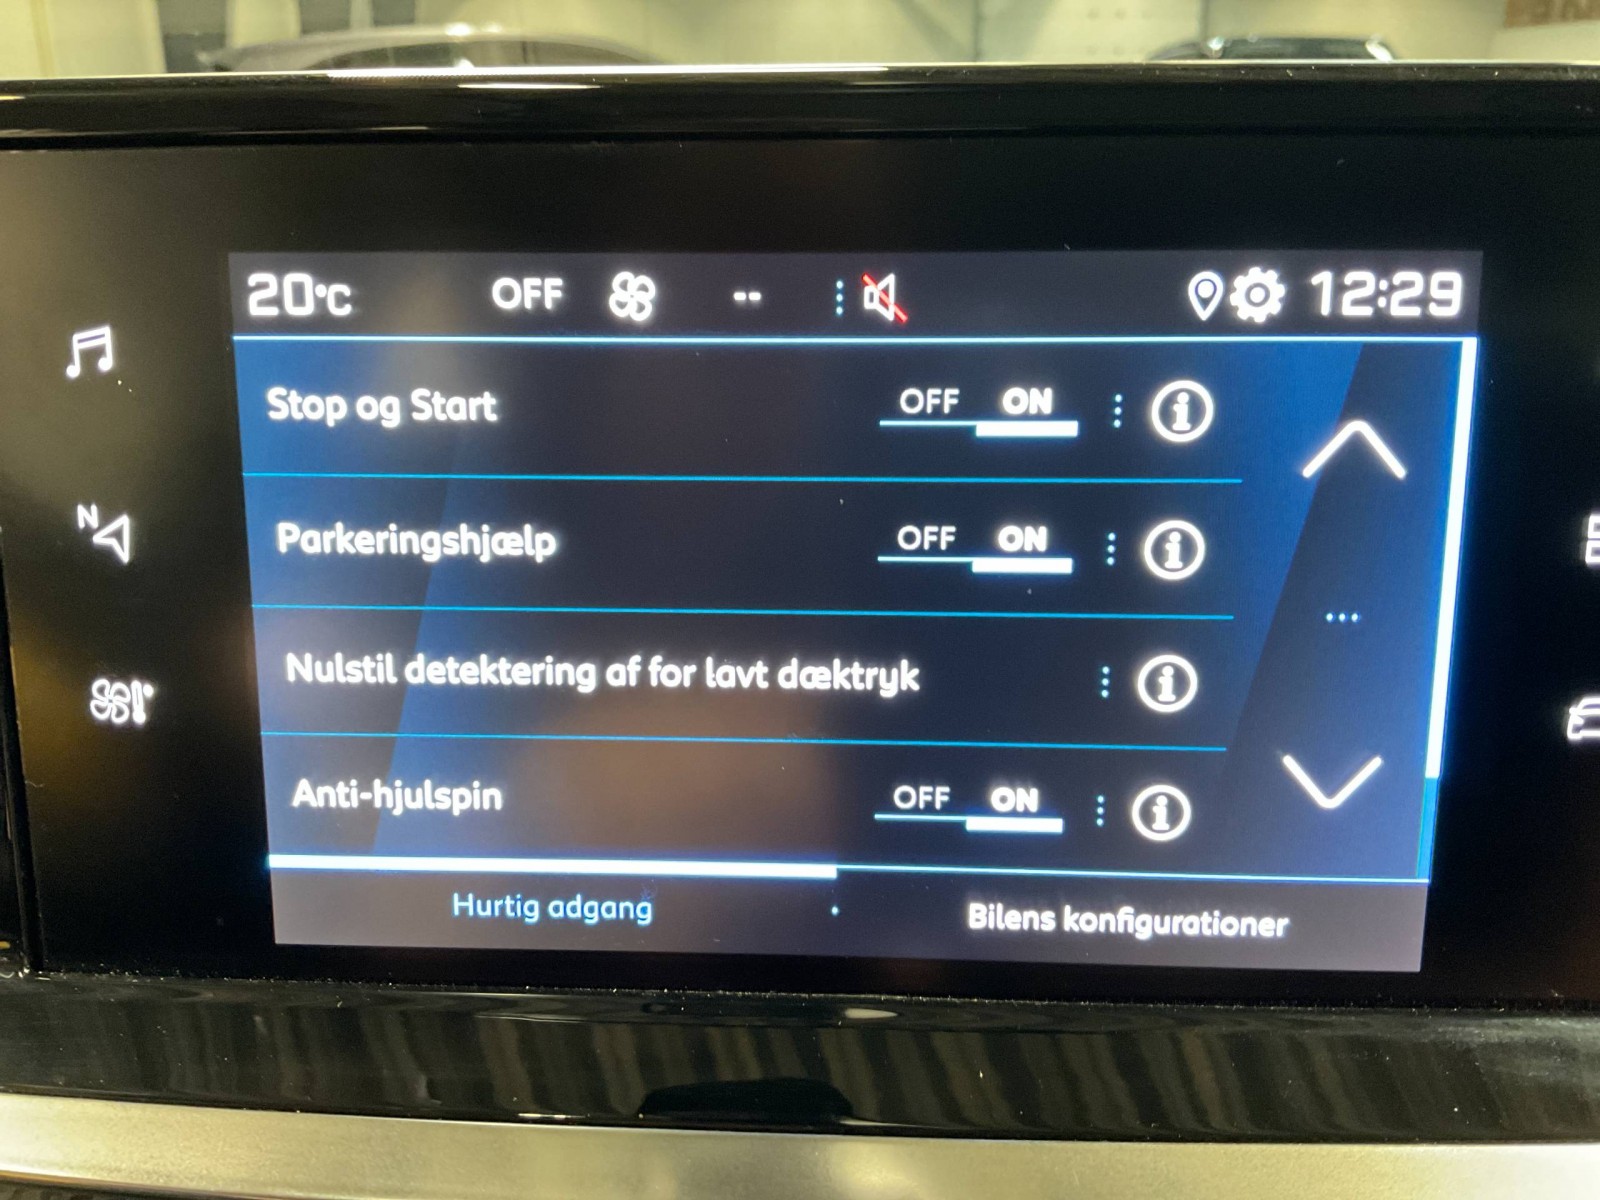 20°C OFF -- 12:29
Stop og Start OFF ON
N
Parkeringshjælp OFF ON
Nulstil detektering af for lavt dæktryk
Anti-hjulspin OFF ON
Hurtig adgang Bilens konfigurationer